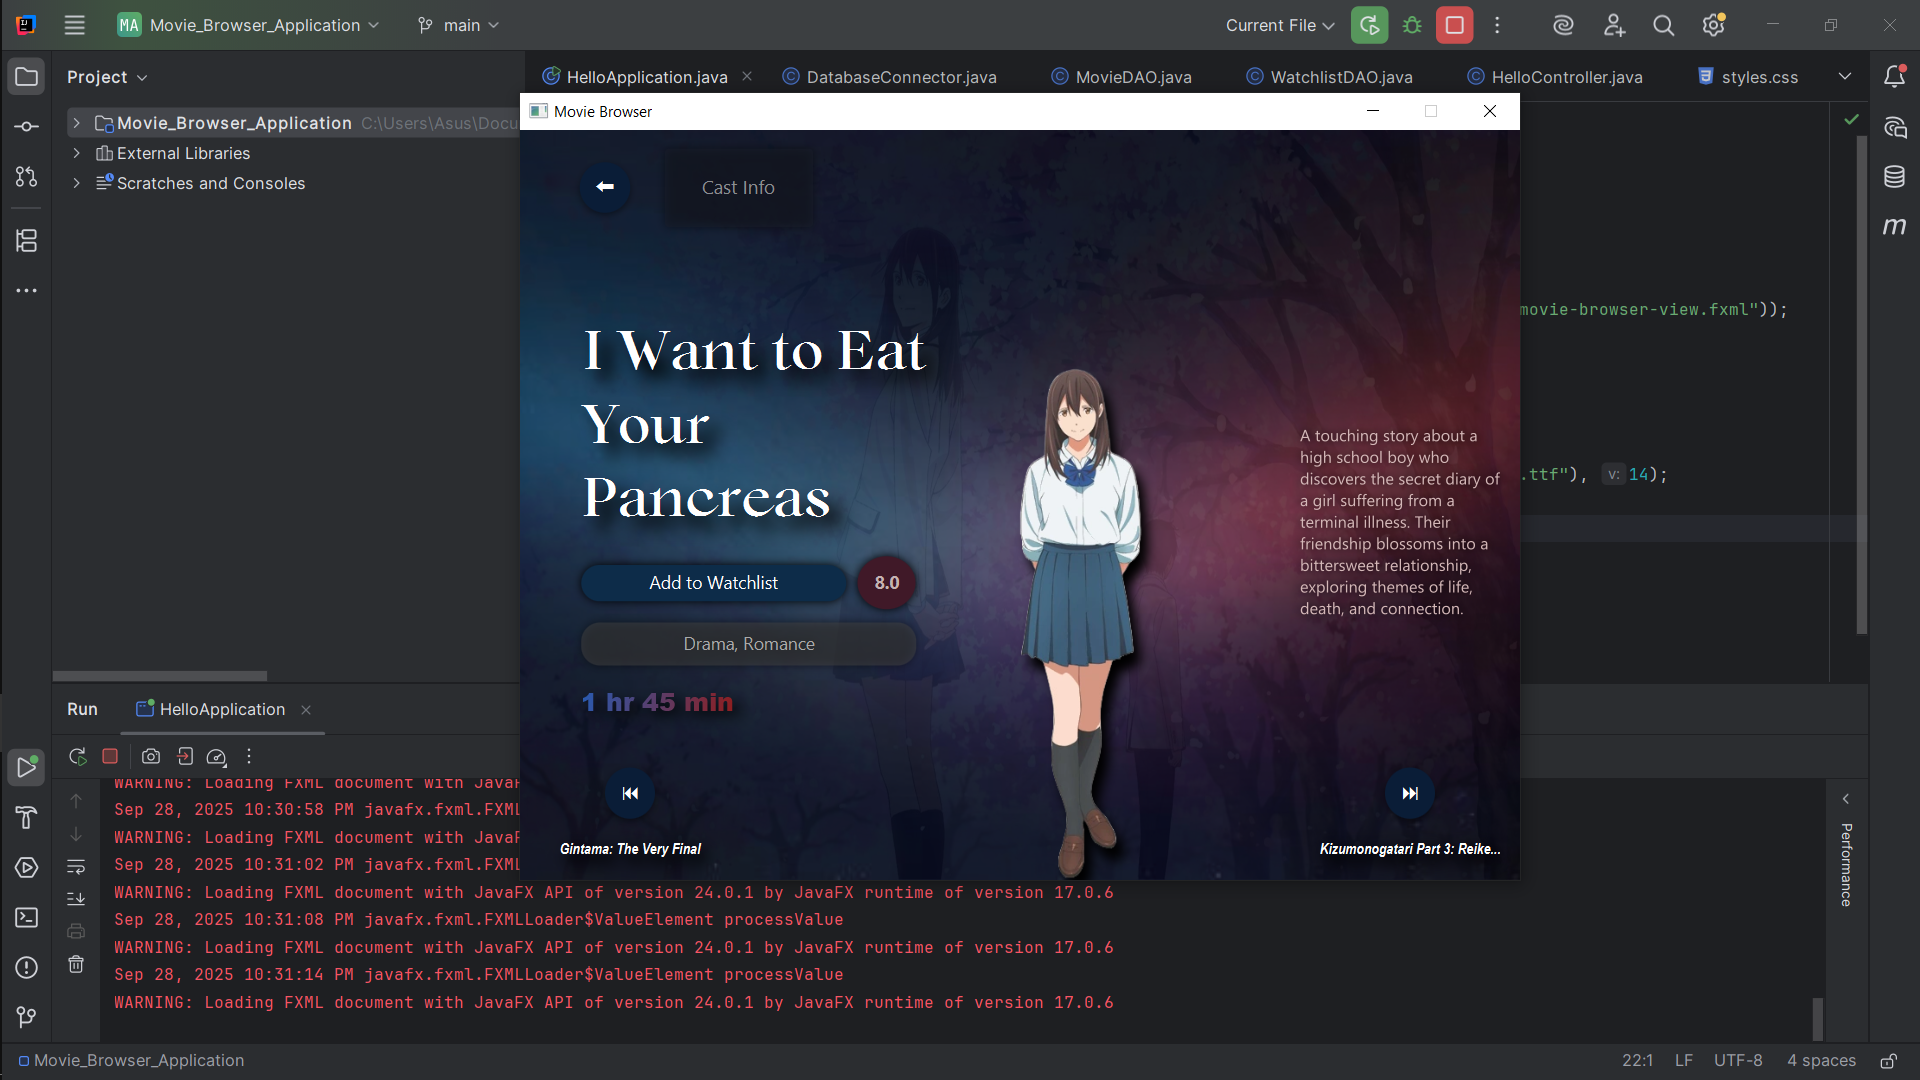 MA Movie_Browser_Application
main
Current File
Project
HelloApplication.java
DatabaseConnector.java
MovieDAO.java
WatchlistDAO.java
HelloController.java
styles.css
Movie_Browser_Application C:\Users\Asus\Docu
External Libraries
Scratches and Consoles
Movie Browser
Cast Info
movie-browser-view.fxml"));
I Want to Eat
Your
Pancreas
.ttf"), v: 14);
A touching story about a
high school boy who
discovers the secret diary of
a girl suffering from a
terminal illness. Their
friendship blossoms into a
bittersweet relationship,
exploring themes of life,
death, and connection.
Add to Watchlist
8.0
Drama, Romance
1 hr 45 min
Gintama: The Very Final
Kizumonogatari Part 3: Reike...
Run
HelloApplication
WARNING: Loading FXML document with JavaF
Sep 28, 2025 10:30:58 PM javafx.fxml.FXML
WARNING: Loading FXML document with JavaF
Sep 28, 2025 10:31:02 PM javafx.fxml.FXML
WARNING: Loading FXML document with JavaFX API of version 24.0.1 by JavaFX runtime of version 17.0.6
Sep 28, 2025 10:31:08 PM javafx.fxml.FXMLLoader$ValueElement processValue
WARNING: Loading FXML document with JavaFX API of version 24.0.1 by JavaFX runtime of version 17.0.6
Sep 28, 2025 10:31:14 PM javafx.fxml.FXMLLoader$ValueElement processValue
WARNING: Loading FXML document with JavaFX API of version 24.0.1 by JavaFX runtime of version 17.0.6
Performance
Movie_Browser_Application
22:1
LF
UTF-8
4 spaces